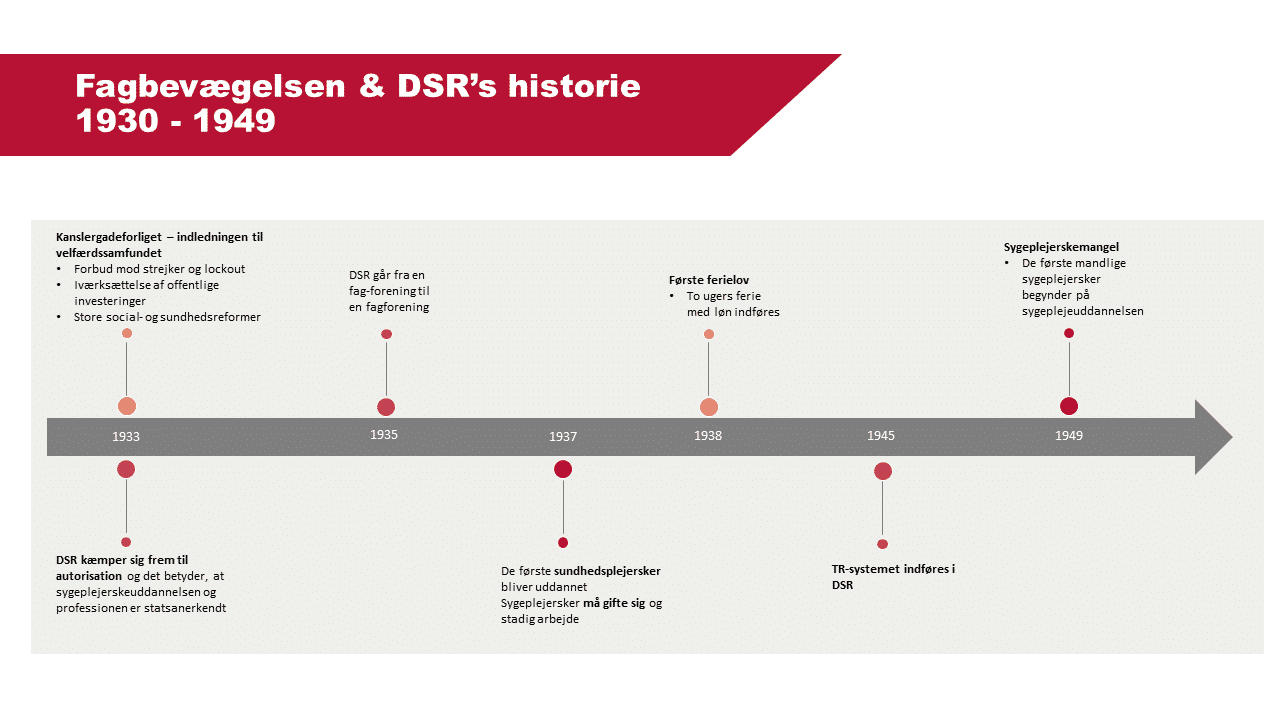 Fagbevægelsen & DSR's historie
1930 - 1949
Kanslergadeforliget – indledningen til
velfærdssamfundet
• Forbud mod strejker og lockout
• Iværksættelse af offentlige
investeringer
• Store social- og sundhedsreformer
DSR går fra en
fag-forening til
en fagforening
Første ferielov
• To ugers ferie
med løn indføres
Sygeplejerskemangel
• De første mandlige
sygeplejersker
begynder på
sygeplejeuddannelsen
1933
1935
1937
1938
1945
1949
DSR kæmper sig frem til
autorisation og det betyder, at
sygeplejerskeuddannelsen og
professionen er statsanerkendt
De første sundhedsplejersker
bliver uddannet
Sygeplejersker må gifte sig og
stadig arbejde
TR-systemet indføres i
DSR